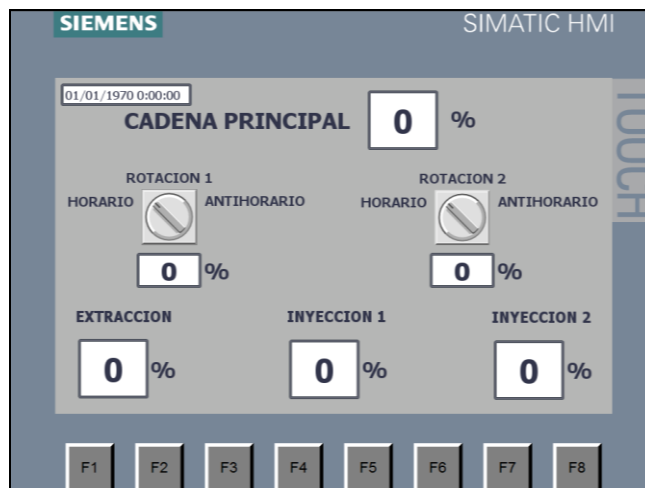 SIEMENS
SIMATIC HMI
TOUCH
01/01/1970 0:00:00
CADENA PRINCIPAL 0 %
ROTACION 1
HORARIO ANTIHORARIO
0 %
ROTACION 2
HORARIO ANTIHORARIO
0 %
EXTRACCION
0 %
INYECCION 1
0 %
INYECCION 2
0 %
F1 F2 F3 F4 F5 F6 F7 F8